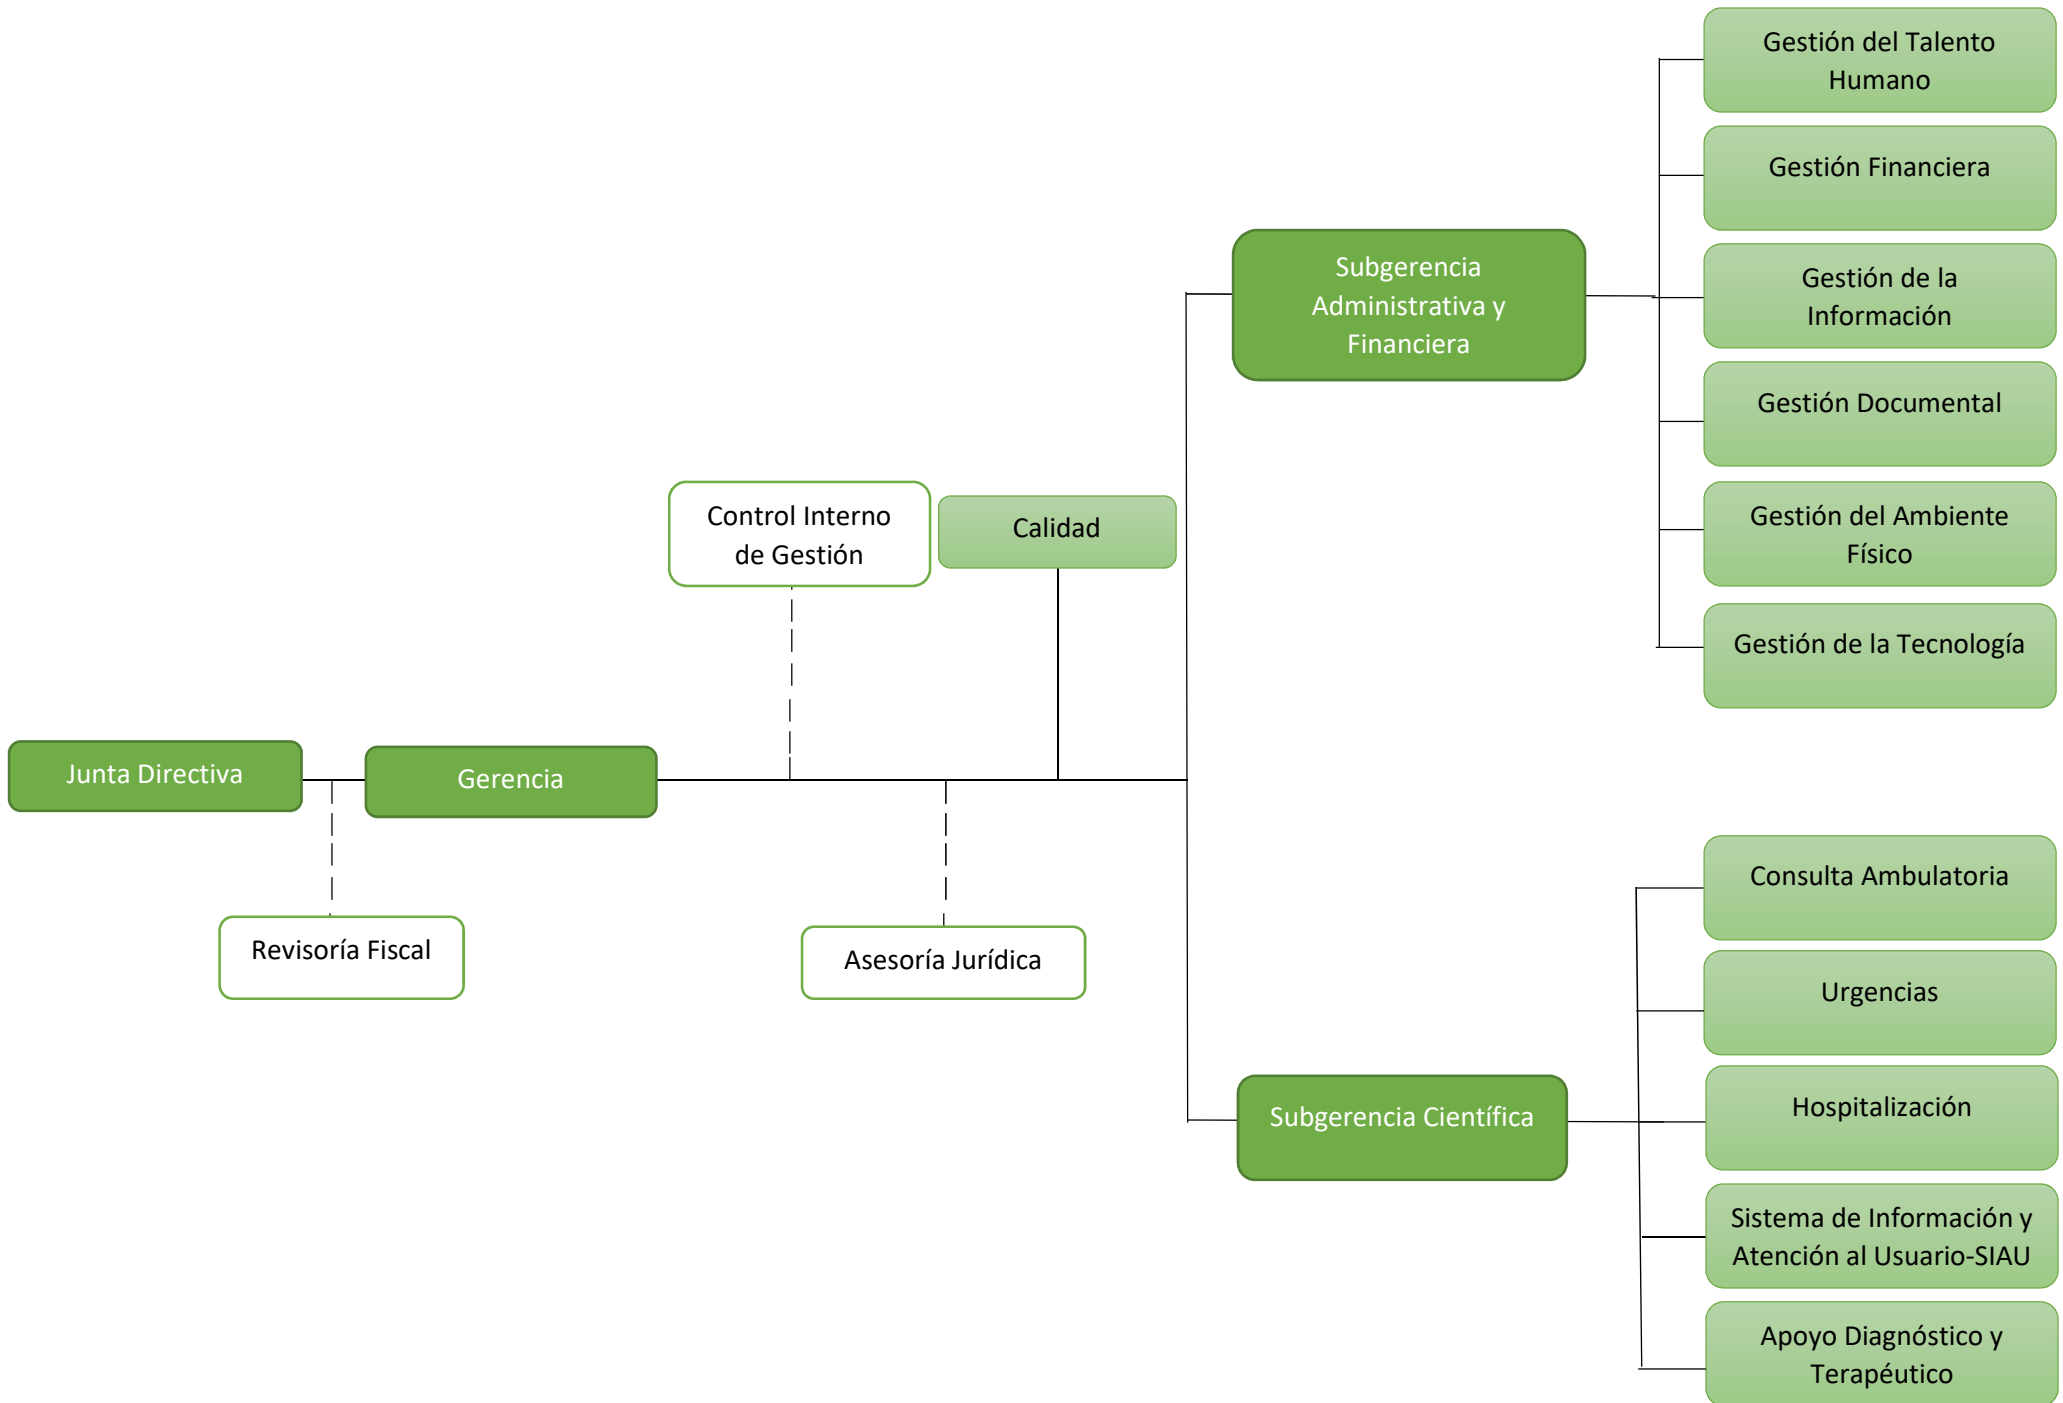 Gestión del Talento
Humano
Gestión Financiera
Subgerencia
Administrativa y
Financiera
Gestión de la
Información
Gestión Documental
Control Interno
de Gestión
Calidad
Gestión del Ambiente
Físico
Gestión de la Tecnología
Junta Directiva
Gerencia
Revisoría Fiscal
Asesoría Jurídica
Consulta Ambulatoria
Urgencias
Subgerencia Científica
Hospitalización
Sistema de Información y
Atención al Usuario-SIAU
Apoyo Diagnóstico y
Terapéutico